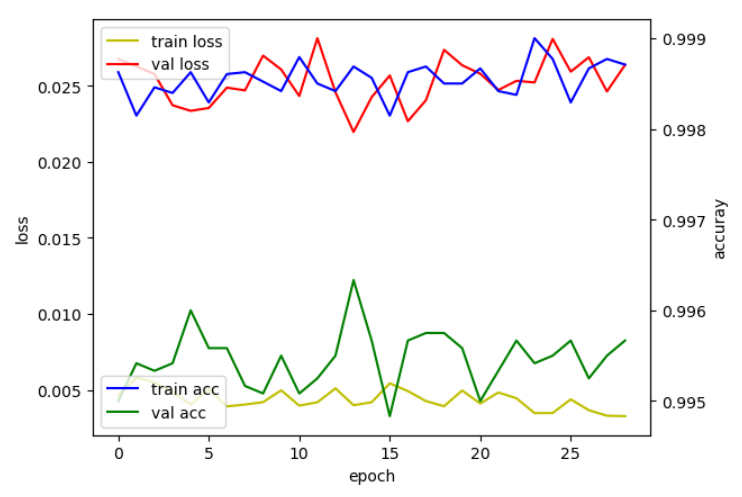 train loss
val loss
0.999
0.025
0.998
0.020
0.997
0.015
loss
accuray
0.996
0.010
train acc
val acc
0.005
0.995
0
5
10
15
20
25
epoch